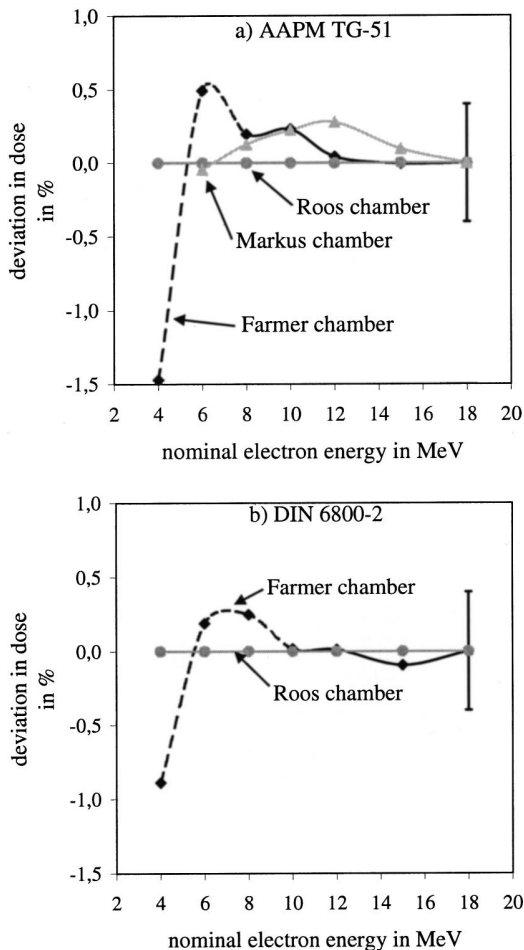 a) AAPM TG-51
1,0
0,5
0,0
-0,5
-1,0
-1,5
deviation in dose
in %
Roos chamber
Markus chamber
Farmer chamber
2 4 6 8 10 12 14 16 18 20
nominal electron energy in MeV
b) DIN 6800-2
1,0
0,5
0,0
-0,5
-1,0
-1,5
deviation in dose
in %
Farmer chamber
Roos chamber
2 4 6 8 10 12 14 16 18 20
nominal electron energy in MeV